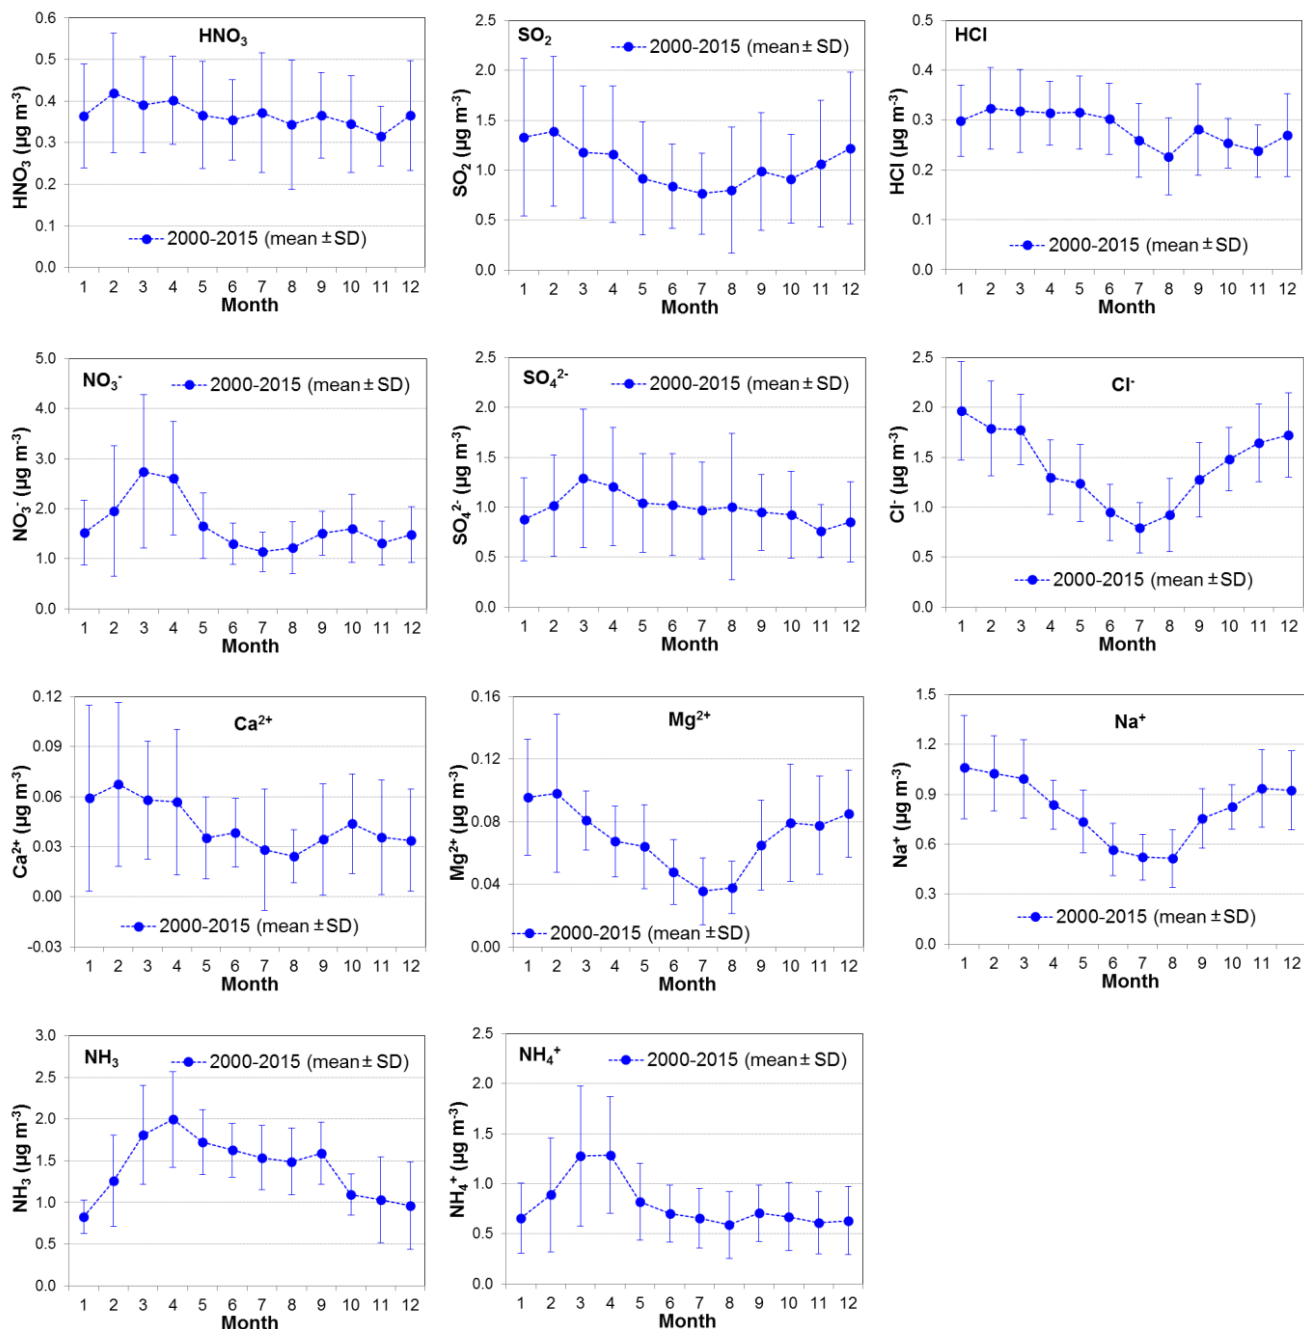 HNO₃
HNO₃ (µg m⁻³)
0.6
0.5
0.4
0.3
0.2
0.1
0.0
2000-2015 (mean ± SD)
1 2 3 4 5 6 7 8 9 10 11 12
Month
SO₂
SO₂ (µg m⁻³)
2.5
2.0
1.5
1.0
0.5
0.0
2000-2015 (mean ± SD)
1 2 3 4 5 6 7 8 9 10 11 12
Month
HCl
HCl (µg m⁻³)
0.5
0.4
0.3
0.2
0.1
0.0
2000-2015 (mean ± SD)
1 2 3 4 5 6 7 8 9 10 11 12
Month
NO₃⁻
NO₃⁻ (µg m⁻³)
5.0
4.0
3.0
2.0
1.0
0.0
2000-2015 (mean ± SD)
1 2 3 4 5 6 7 8 9 10 11 12
Month
SO₄²⁻
SO₄²⁻ (µg m⁻³)
2.5
2.0
1.5
1.0
0.5
0.0
2000-2015 (mean ± SD)
1 2 3 4 5 6 7 8 9 10 11 12
Month
Cl⁻
Cl⁻ (µg m⁻³)
2.5
2.0
1.5
1.0
0.5
0.0
2000-2015 (mean ± SD)
1 2 3 4 5 6 7 8 9 10 11 12
Month
Ca²⁺
Ca²⁺ (µg m⁻³)
0.12
0.09
0.06
0.03
0.00
-0.03
2000-2015 (mean ± SD)
1 2 3 4 5 6 7 8 9 10 11 12
Month
Mg²⁺
Mg²⁺ (µg m⁻³)
0.16
0.12
0.08
0.04
0.00
2000-2015 (mean ± SD)
1 2 3 4 5 6 7 8 9 10 11 12
Month
Na⁺
Na⁺ (µg m⁻³)
1.5
1.2
0.9
0.6
0.3
0.0
2000-2015 (mean ± SD)
1 2 3 4 5 6 7 8 9 10 11 12
Month
NH₃
NH₃ (µg m⁻³)
3.0
2.5
2.0
1.5
1.0
0.5
0.0
2000-2015 (mean ± SD)
1 2 3 4 5 6 7 8 9 10 11 12
Month
NH₄⁺
NH₄⁺ (µg m⁻³)
2.5
2.0
1.5
1.0
0.5
0.0
2000-2015 (mean ± SD)
1 2 3 4 5 6 7 8 9 10 11 12
Month